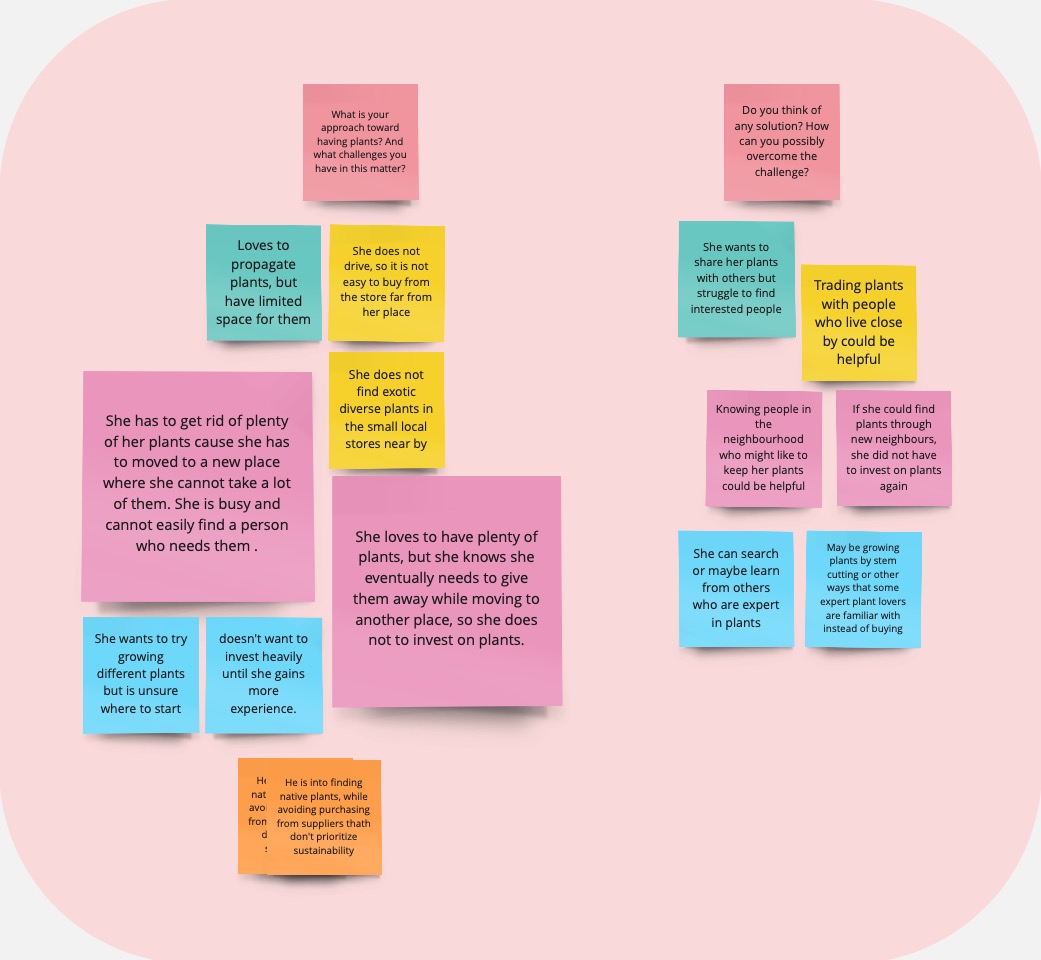 What is your
approach toward
having plants? And
what challenges you
have in this matter?
Loves to
propagate
plants, but
have limited
space for them
She does not
drive, so it is not
easy to buy from
the store far from
her place
She does not
find exotic
diverse plants in
the small local
stores near by
She has to get rid of plenty
of her plants cause she has
to moved to a new place
where she cannot take a lot
of them. She is busy and
cannot easily find a person
who needs them .
She loves to have plenty of
plants, but she knows she
eventually needs to give
them away while moving to
another place, so she does
not to invest on plants.
She wants to try
growing
different plants
but is unsure
where to start
doesn't want to
invest heavily
until she gains
more
experience.
He is into finding
native plants, while
avoiding purchasing
from suppliers thath
don't prioritize
sustainability
Do you think of
any solution? How
can you possibly
overcome the
challenge?
She wants to
share her plants
with others but
struggle to find
interested people
Trading plants
with people
who live close
by could be
helpful
Knowing people in
the
neighbourhood
who might like to
keep her plants
could be helpful
If she could find
plants through
new neighbours,
she did not have
to invest on plants
again
She can search
or maybe learn
from others
who are expert
in plants
May be growing
plants by stem
cutting or other
ways that some
expert plant lovers
are familiar with
instead of buying